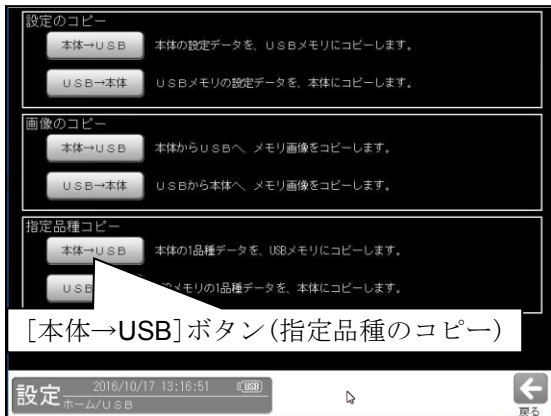 設定のコピー
本体→USB 本体の設定データを、USBメモリにコピーします。
USB→本体 USBメモリの設定データを、本体にコピーします。
画像のコピー
本体→USB 本体からUSBへ、メモリ画像をコピーします。
USB→本体 USBから本体へ、メモリ画像をコピーします。
指定品種コピー
本体→USB 本体の1品種データを、USBメモリにコピーします。
USB メモリの1品種データを、本体にコピーします。
[本体→USB]ボタン(指定品種のコピー)
設定 2016/10/17 13:16:51 USB
ホーム/USB
戻る